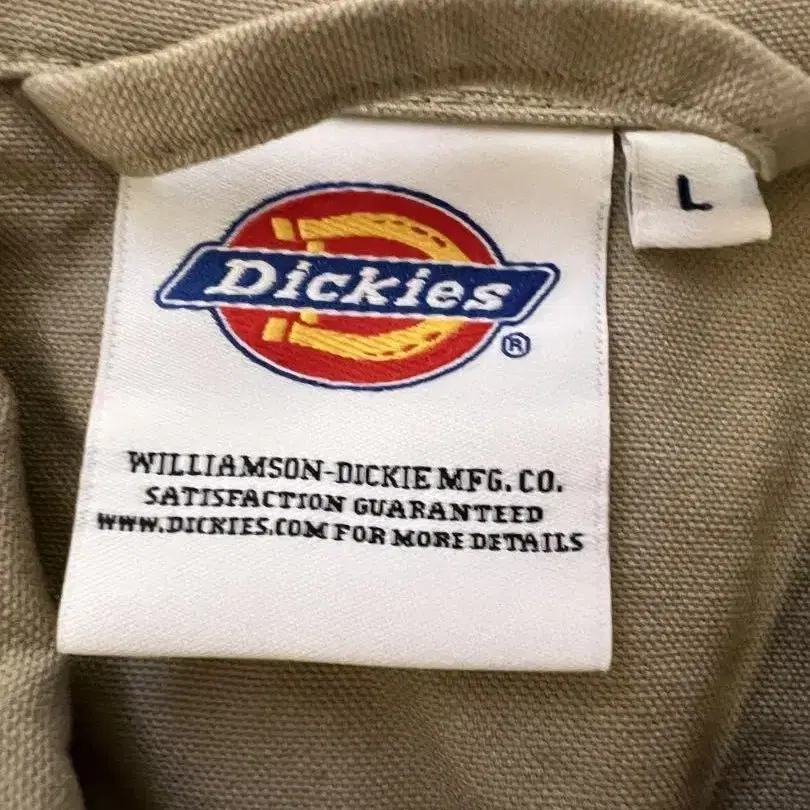 Dickies
®
L
WILLIAMSON-DICKIE MFG. CO.
SATISFACTION GUARANTEED
WWW.DICKIES.COM FOR MORE DETAILS